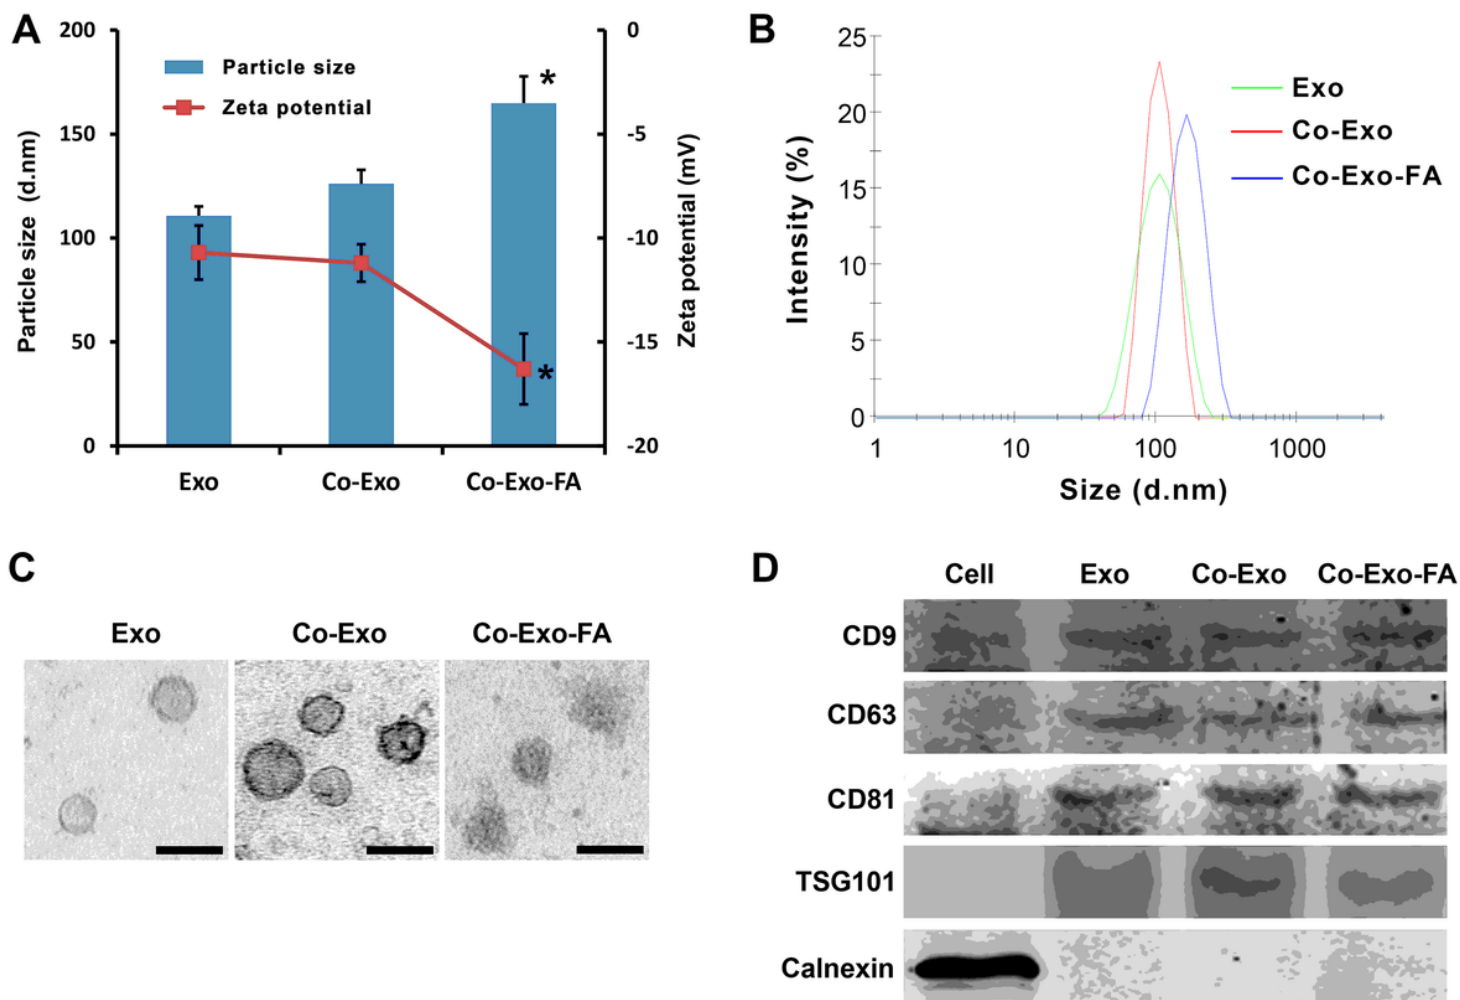 A
200
150
100
50
0
Particle size (d.nm)
Particle size
Zeta potential
*
*
0
-5
-10
-15
-20
Zeta potential (mV)
Exo Co-Exo Co-Exo-FA
B
25
20
15
10
5
0
Intensity (%)
Exo
Co-Exo
Co-Exo-FA
1 10 100 1000
Size (d.nm)
C
Exo Co-Exo Co-Exo-FA
D
Cell Exo Co-Exo Co-Exo-FA
CD9
CD63
CD81
TSG101
Calnexin